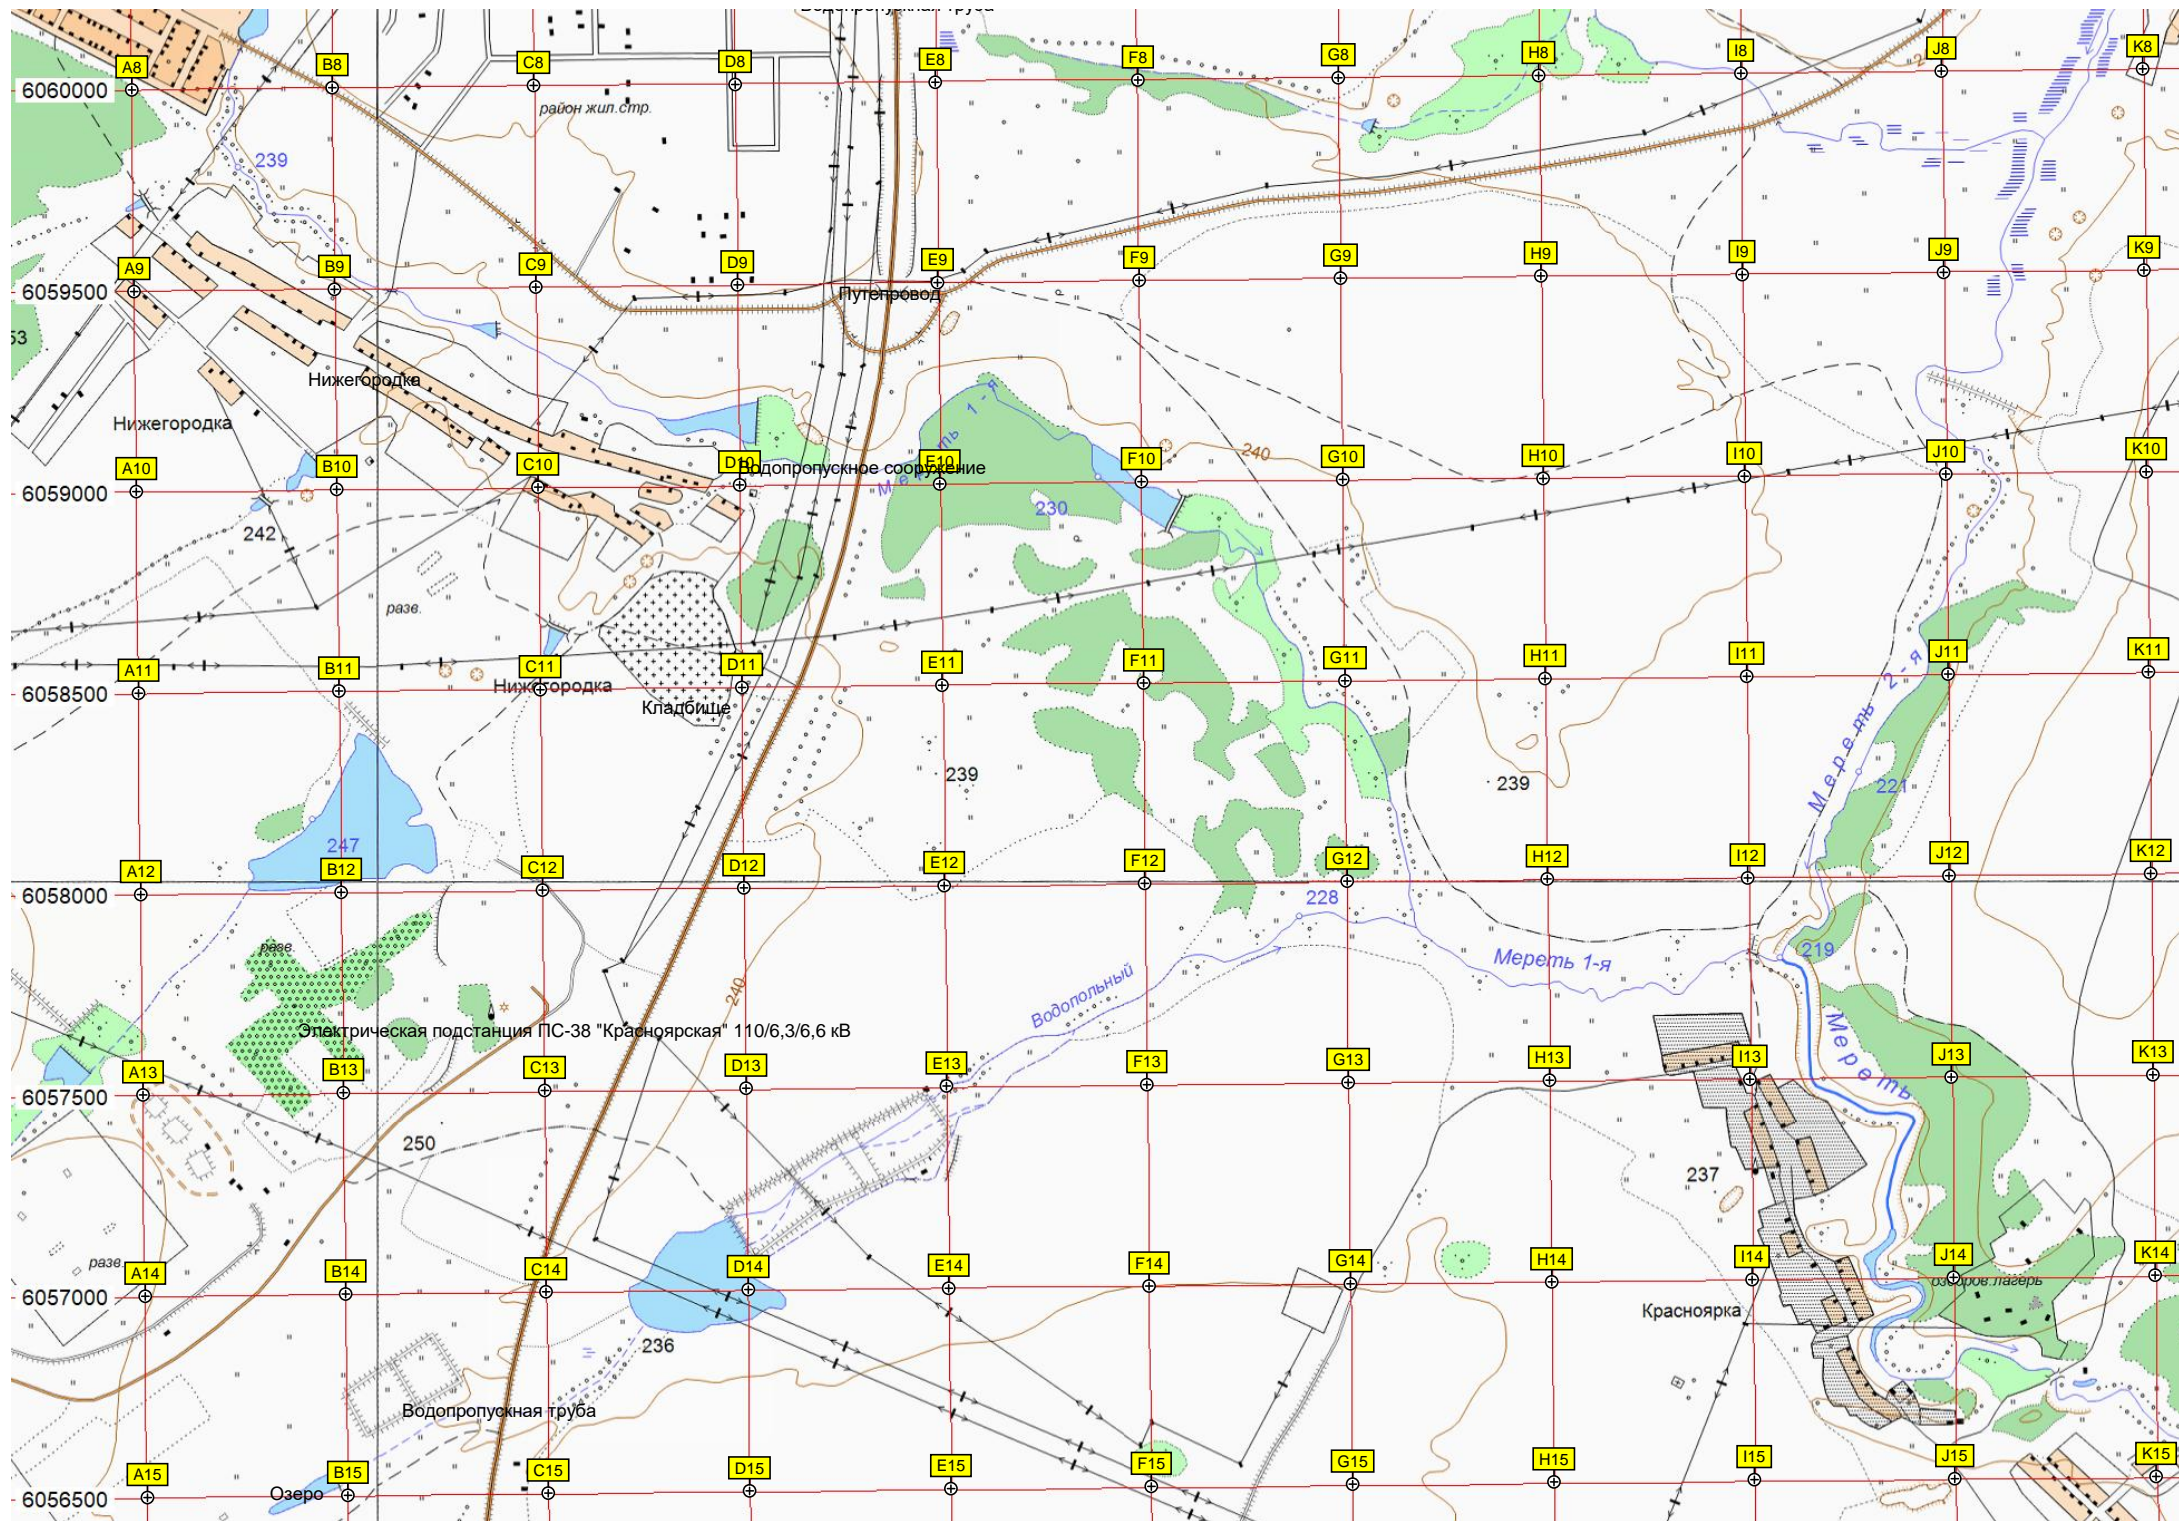 Водопропускная труба
A8
B8
C8
D8
E8
F8
G8
H8
I8
J8
K8
6060000
район жил.стр.
239
A9
B9
C9
D9
E9
F9
G9
H9
I9
J9
K9
6059500
Путепровод
53
Нижегородка
Нижегородка
Мереть 1-я
240
A10
B10
C10
D10
E10
F10
G10
H10
I10
J10
K10
Водопропускное сооружение
6059000
230
242
разв.
A11
B11
C11
D11
E11
F11
G11
H11
I11
J11
K11
6058500
Нижегородка
Кладбище
Мереть 2-я
239
239
221
247
A12
B12
C12
D12
E12
F12
G12
H12
I12
J12
K12
6058000
228
разв.
219
Мереть 1-я
Водопольный
240
Мереть
Электрическая подстанция ПС-38 "Красноярская" 110/6,3/6,6 кВ
A13
B13
C13
D13
E13
F13
G13
H13
I13
J13
K13
6057500
250
237
разв.
A14
B14
C14
D14
E14
F14
G14
H14
I14
J14
K14
6057000
оздоров.лагерь
Красноярка
236
Водопропускная труба
A15
B15
C15
D15
E15
F15
G15
H15
I15
J15
K15
6056500
Озеро